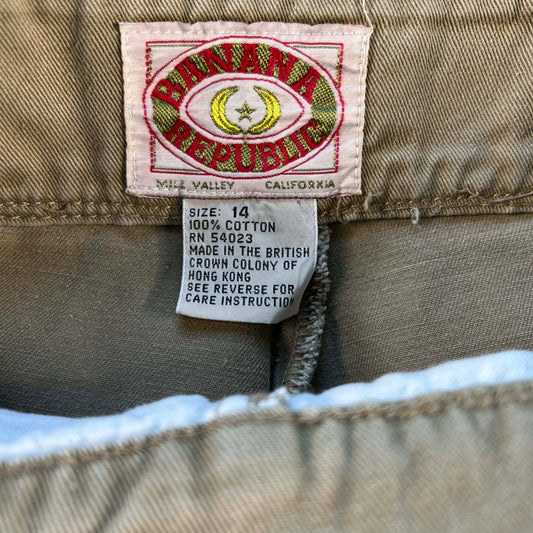 BANANA
REPUBLIC
MILL VALLEY CALIFORNIA
SIZE: 14
100% COTTON
RN 54023
MADE IN THE BRITISH
CROWN COLONY OF
HONG KONG
SEE REVERSE FOR
CARE INSTRUCTION